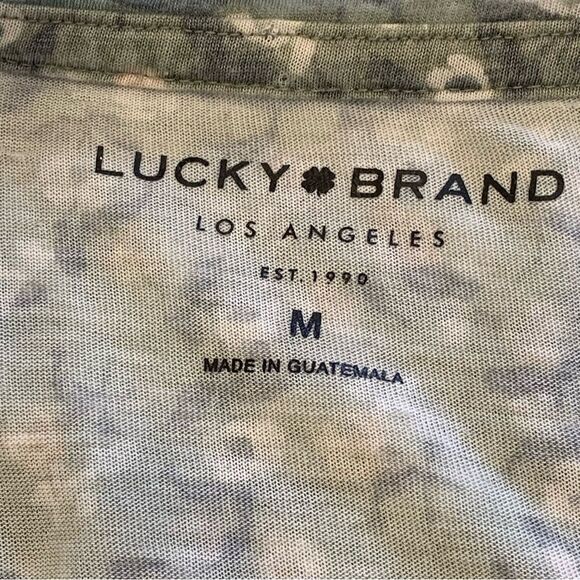 LUCKY BRAND
LOS ANGELES
EST. 1990
M
MADE IN GUATEMALA